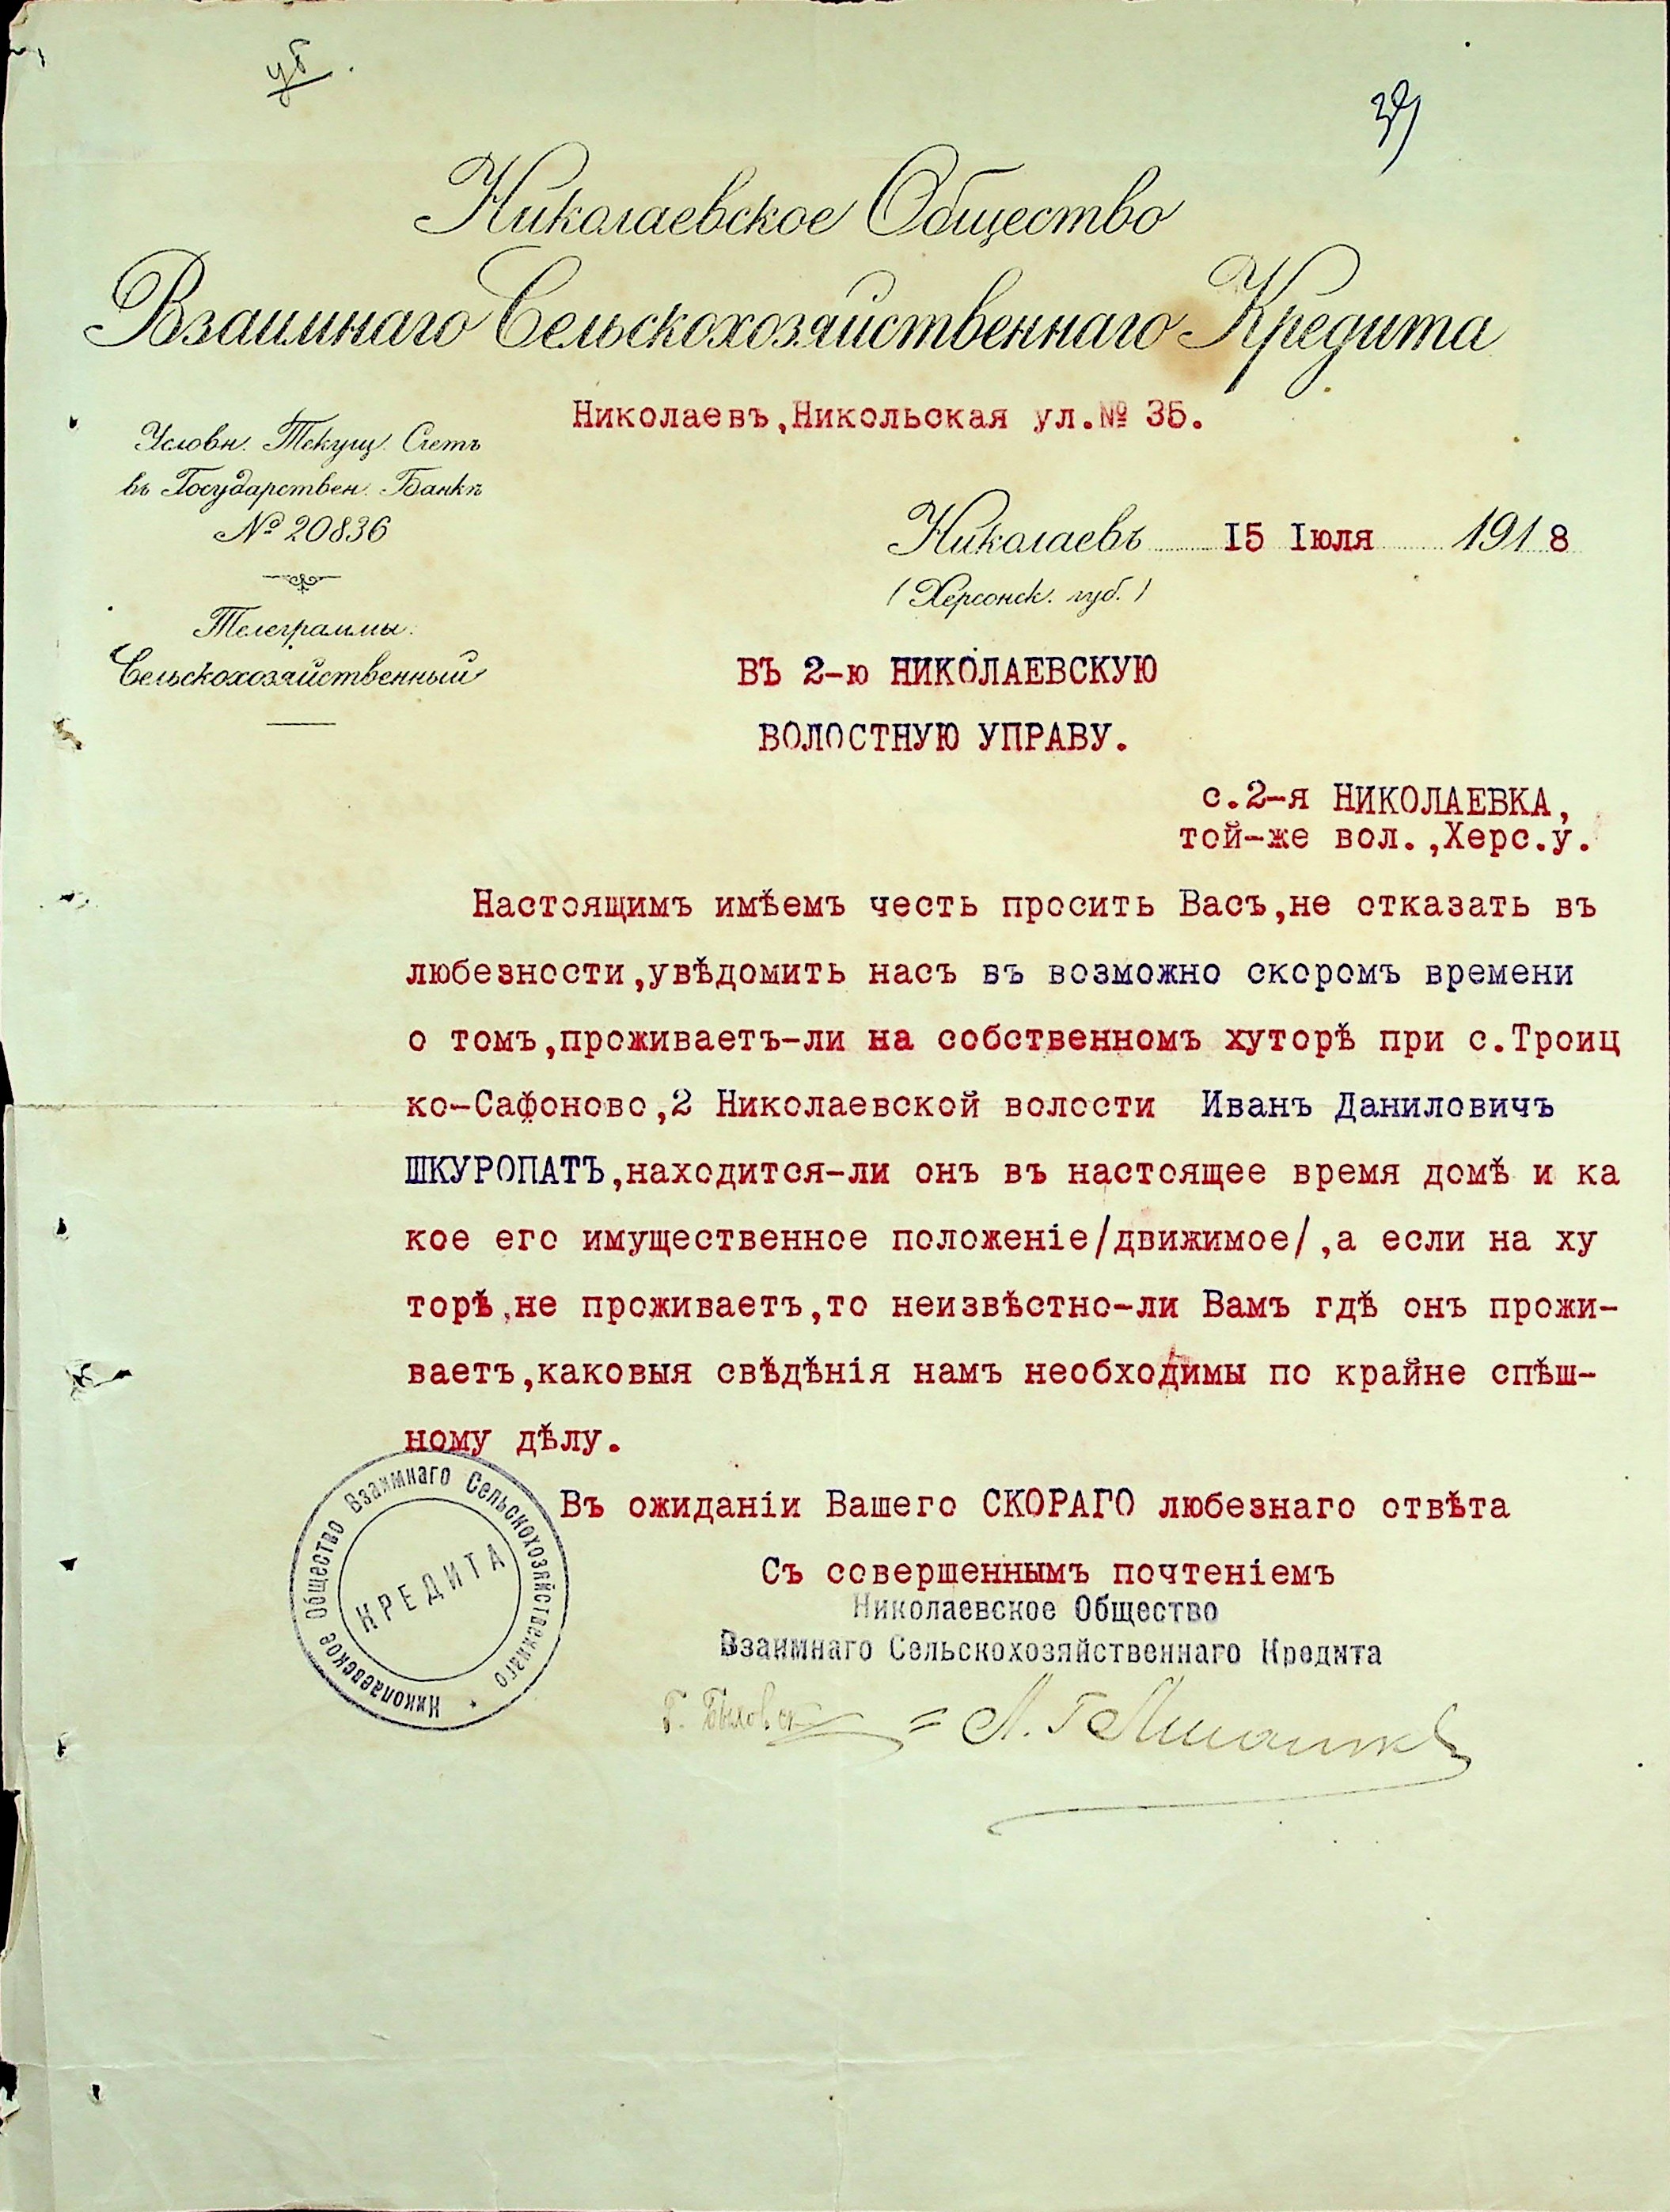 39
Николаевское Общество
Взаимнаго Сельскохозяйственнаго Кредита
Николаевъ,Никольская ул.№ 35.
Условн. Текущ. Счетъ
въ Государствен. Банкѣ
№ 20836
Телеграммы:
Сельскохозяйственный
Николаевъ 15 Iюля 1918
(Херсонск. губ.)
ВЪ 2-ю НИКОЛАЕВСКУЮ
ВОЛОСТНУЮ УПРАВУ.
с.2-я НИКОЛАЕВКА,
той-же вол.,Херс.у.
Настоящимъ имѣемъ честь просить Васъ,не отказать въ
любезности,увѣдомить насъ въ возможно скоромъ времени
о томъ,проживаетъ-ли на собственномъ хуторѣ при с.Троиц
ко-Сафоново,2 Николаевской волости Иванъ Даниловичъ
ШКУРОПАТЪ,находится-ли онъ въ настоящее время домѣ и ка
кое его имущественное положенiе/движимое/,а если на ху
торѣ,не проживаетъ,то неизвѣстно-ли Вамъ гдѣ онъ прожи-
ваетъ,каковыя свѣдѣнiя намъ необходимы по крайне спѣш-
ному дѣлу.
Въ ожиданiи Вашего СКОРАГО любезнаго отвѣта
Съ совершеннымъ почтенiемъ
Николаевское Общество
Взаимнаго Сельскохозяйственнаго Кредита
Николаевское Общество Взаимнаго Сельскохозяйственнаго
КРЕДИТА